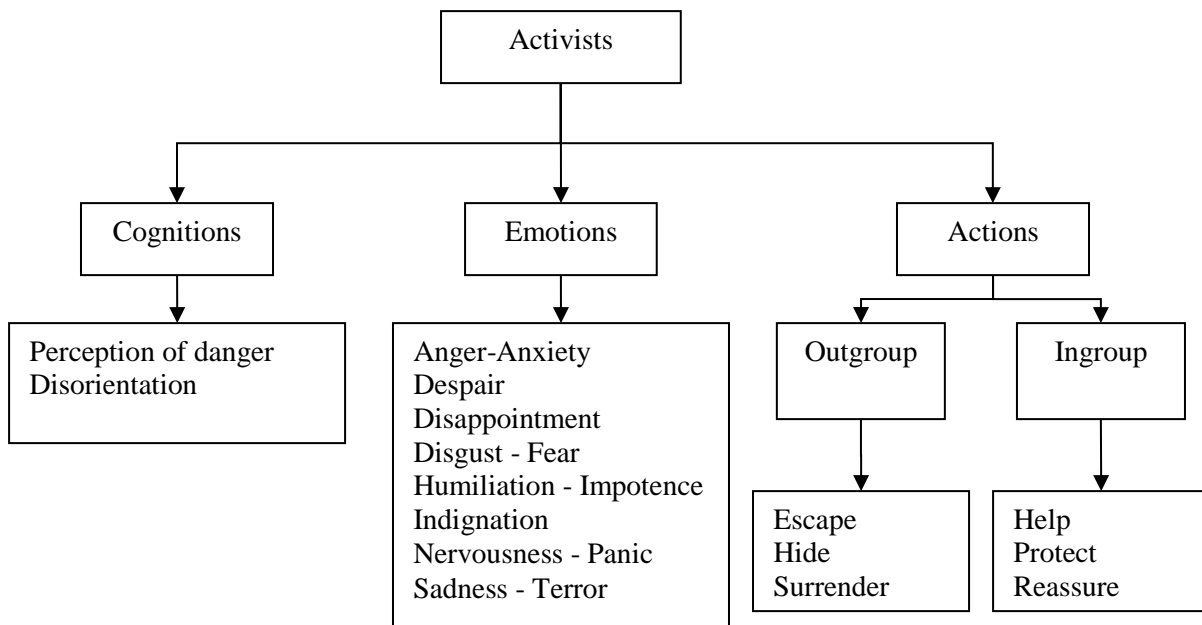 Activists
Cognitions
Emotions
Actions
Perception of danger
Disorientation
Anger-Anxiety
Despair
Disappointment
Disgust - Fear
Humiliation - Impotence
Indignation
Nervousness - Panic
Sadness - Terror
Outgroup
Ingroup
Escape
Hide
Surrender
Help
Protect
Reassure